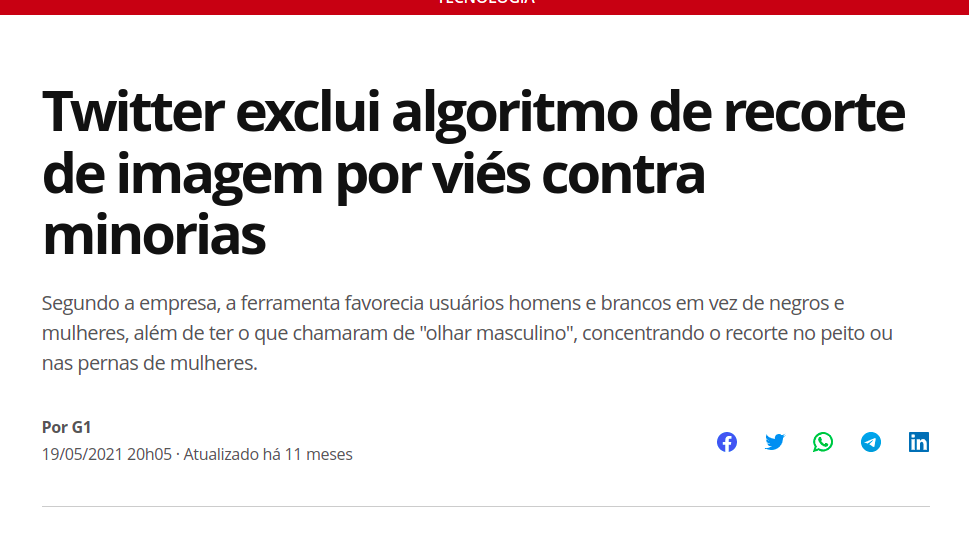 TECNOLOGIA
Twitter exclui algoritmo de recorte
de imagem por viés contra
minorias
Segundo a empresa, a ferramenta favorecia usuários homens e brancos em vez de negros e
mulheres, além de ter o que chamaram de "olhar masculino", concentrando o recorte no peito ou
nas pernas de mulheres.
Por G1
19/05/2021 20h05 · Atualizado há 11 meses